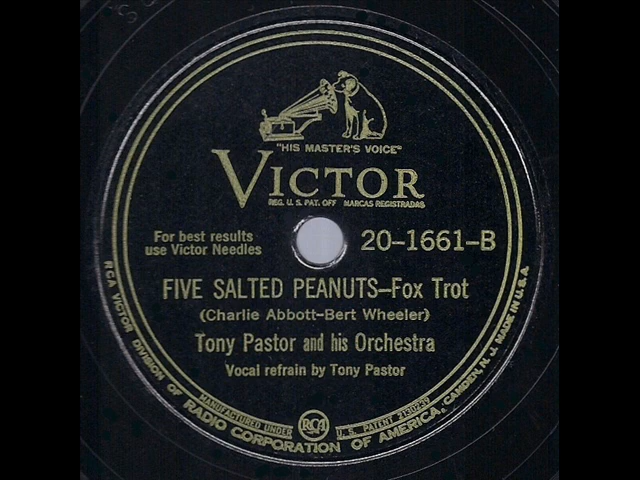 "HIS MASTER'S VOICE"
VICTOR
REG. U. S. PAT. OFF. MARCAS REGISTRADAS
For best results
use Victor Needles
20-1661-B
FIVE SALTED PEANUTS–Fox Trot
(Charlie Abbott-Bert Wheeler)
Tony Pastor and his Orchestra
Vocal refrain by Tony Pastor
MANUFACTURED UNDER
RCA
U. S. PATENT 2130239
RCA VICTOR DIVISION OF RADIO CORPORATION OF AMERICA, CAMDEN, N. J. MADE IN U.S.A.